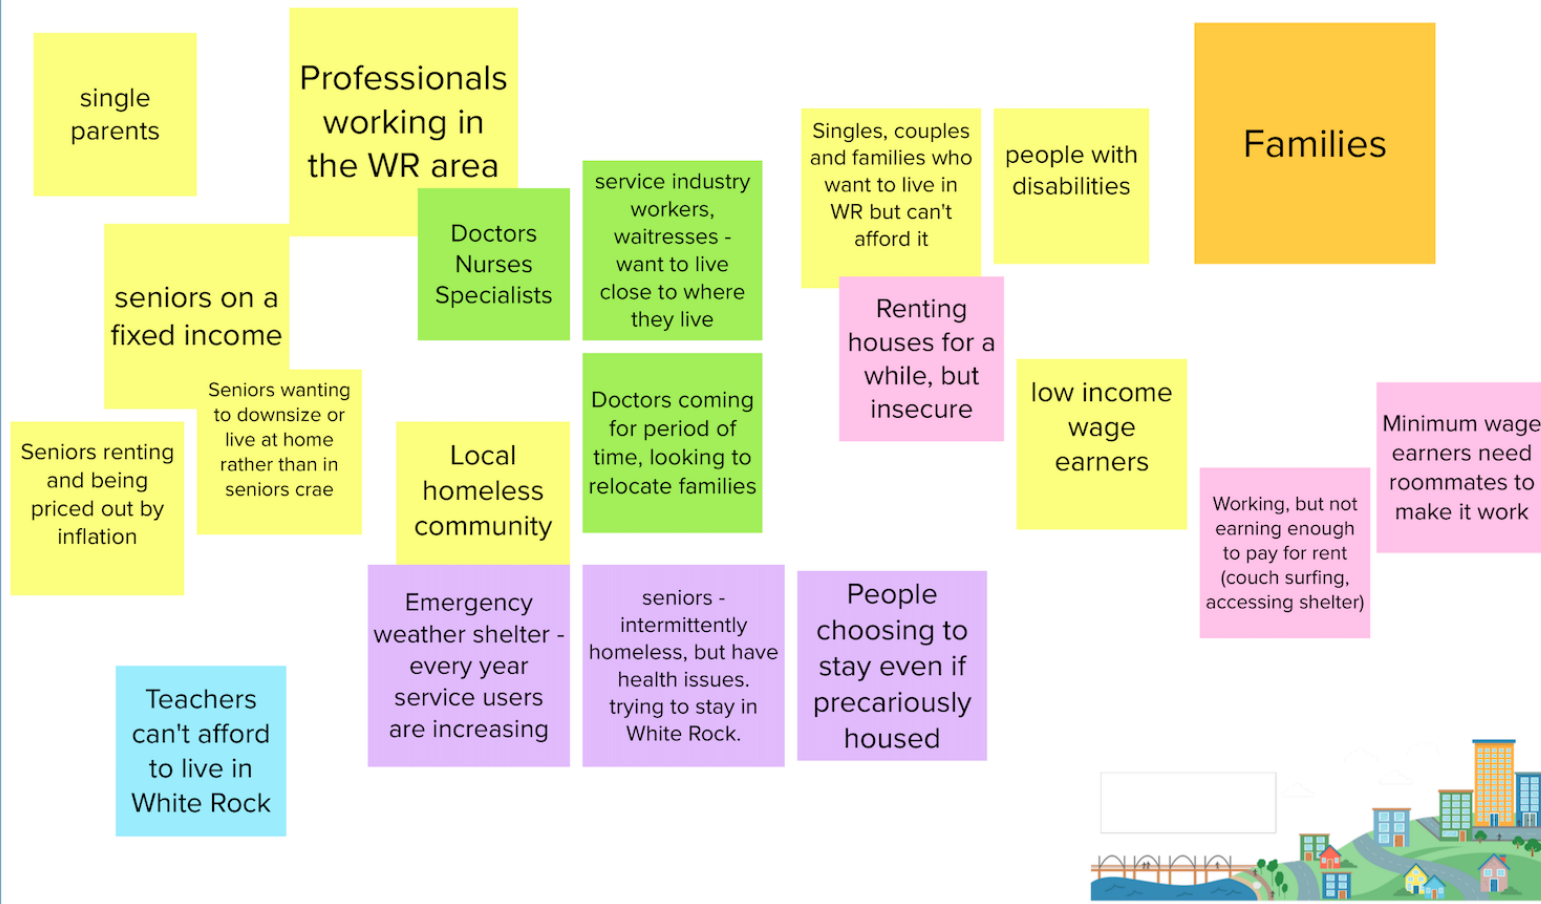 single
parents
Professionals
working in
the WR area
Doctors
Nurses
Specialists
service industry
workers,
waitresses -
want to live
close to where
they live
Singles, couples
and families who
want to live in
WR but can't
afford it
people with
disabilities
Families
seniors on a
fixed income
Seniors wanting
to downsize or
live at home
rather than in
seniors crae
Seniors renting
and being
priced out by
inflation
Local
homeless
community
Doctors coming
for period of
time, looking to
relocate families
Renting
houses for a
while, but
insecure
low income
wage
earners
Minimum wage
earners need
roommates to
make it work
Working, but not
earning enough
to pay for rent
(couch surfing,
accessing shelter)
Emergency
weather shelter -
every year
service users
are increasing
seniors -
intermittently
homeless, but have
health issues.
trying to stay in
White Rock.
People
choosing to
stay even if
precariously
housed
Teachers
can't afford
to live in
White Rock